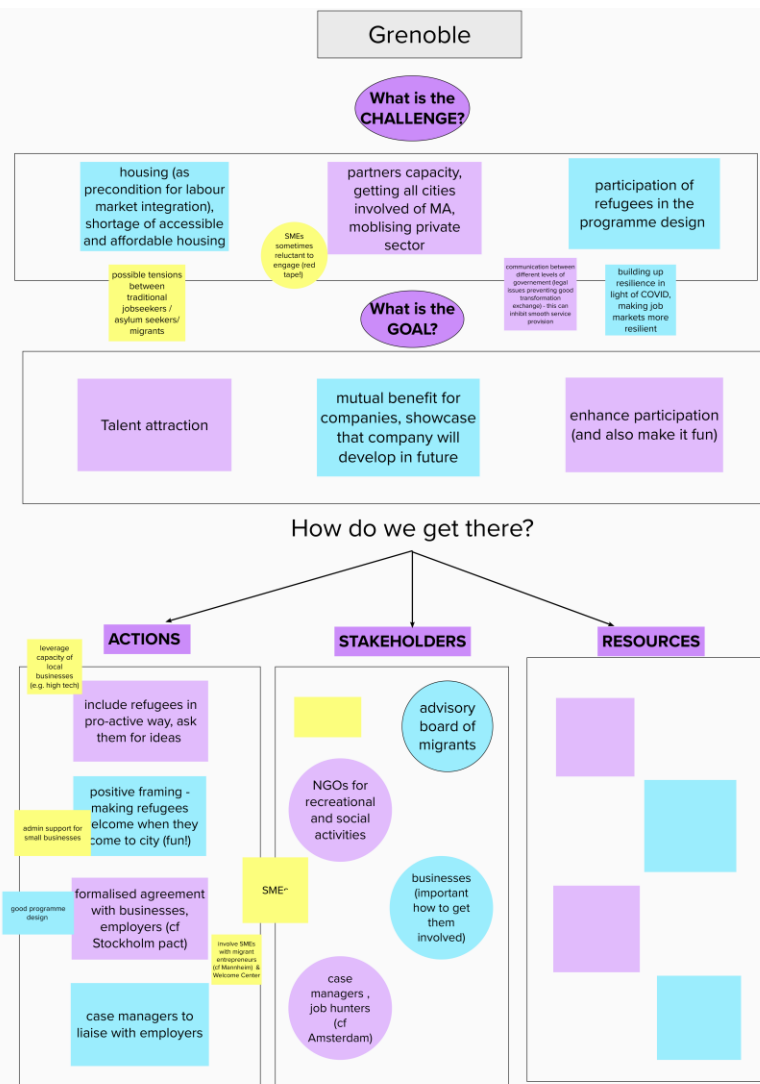 Grenoble
What is the
CHALLENGE?
housing (as
precondition for labour
market integration),
shortage of accessible
and affordable housing
partners capacity,
getting all cities
involved of MA,
moblising private
sector
participation of
refugees in the
programme design
SMEs
sometimes
reluctant to
engage (red
tape!)
possible tensions
between
traditional
jobseekers /
asylum seekers/
migrants
communication between
different levels of
governement (legal
issues preventing good
transformation
exchange) - this can
inhibit smooth service
provision
building up
resilience in
light of COVID,
making job
markets more
resilient
What is the
GOAL?
Talent attraction
mutual benefit for
companies, showcase
that company will
develop in future
enhance participation
(and also make it fun)
How do we get there?
ACTIONS
leverage
capacity of
local
businesses
(e.g. high tech)
include refugees in
pro-active way, ask
them for ideas
positive framing -
making refugees
elcome when they
ome to city (fun!)
admin support for
small businesses
formalised agreement
with businesses,
employers (cf
Stockholm pact)
good programme
design
involve SMEs
with migrant
entrepreneurs
(cf Mannheim) &
Welcome Center
case managers to
liaise with employers
STAKEHOLDERS
advisory
board of
migrants
NGOs for
recreational
and social
activities
SME
businesses
(important
how to get
them
involved)
case
managers ,
job hunters
(cf
Amsterdam)
RESOURCES